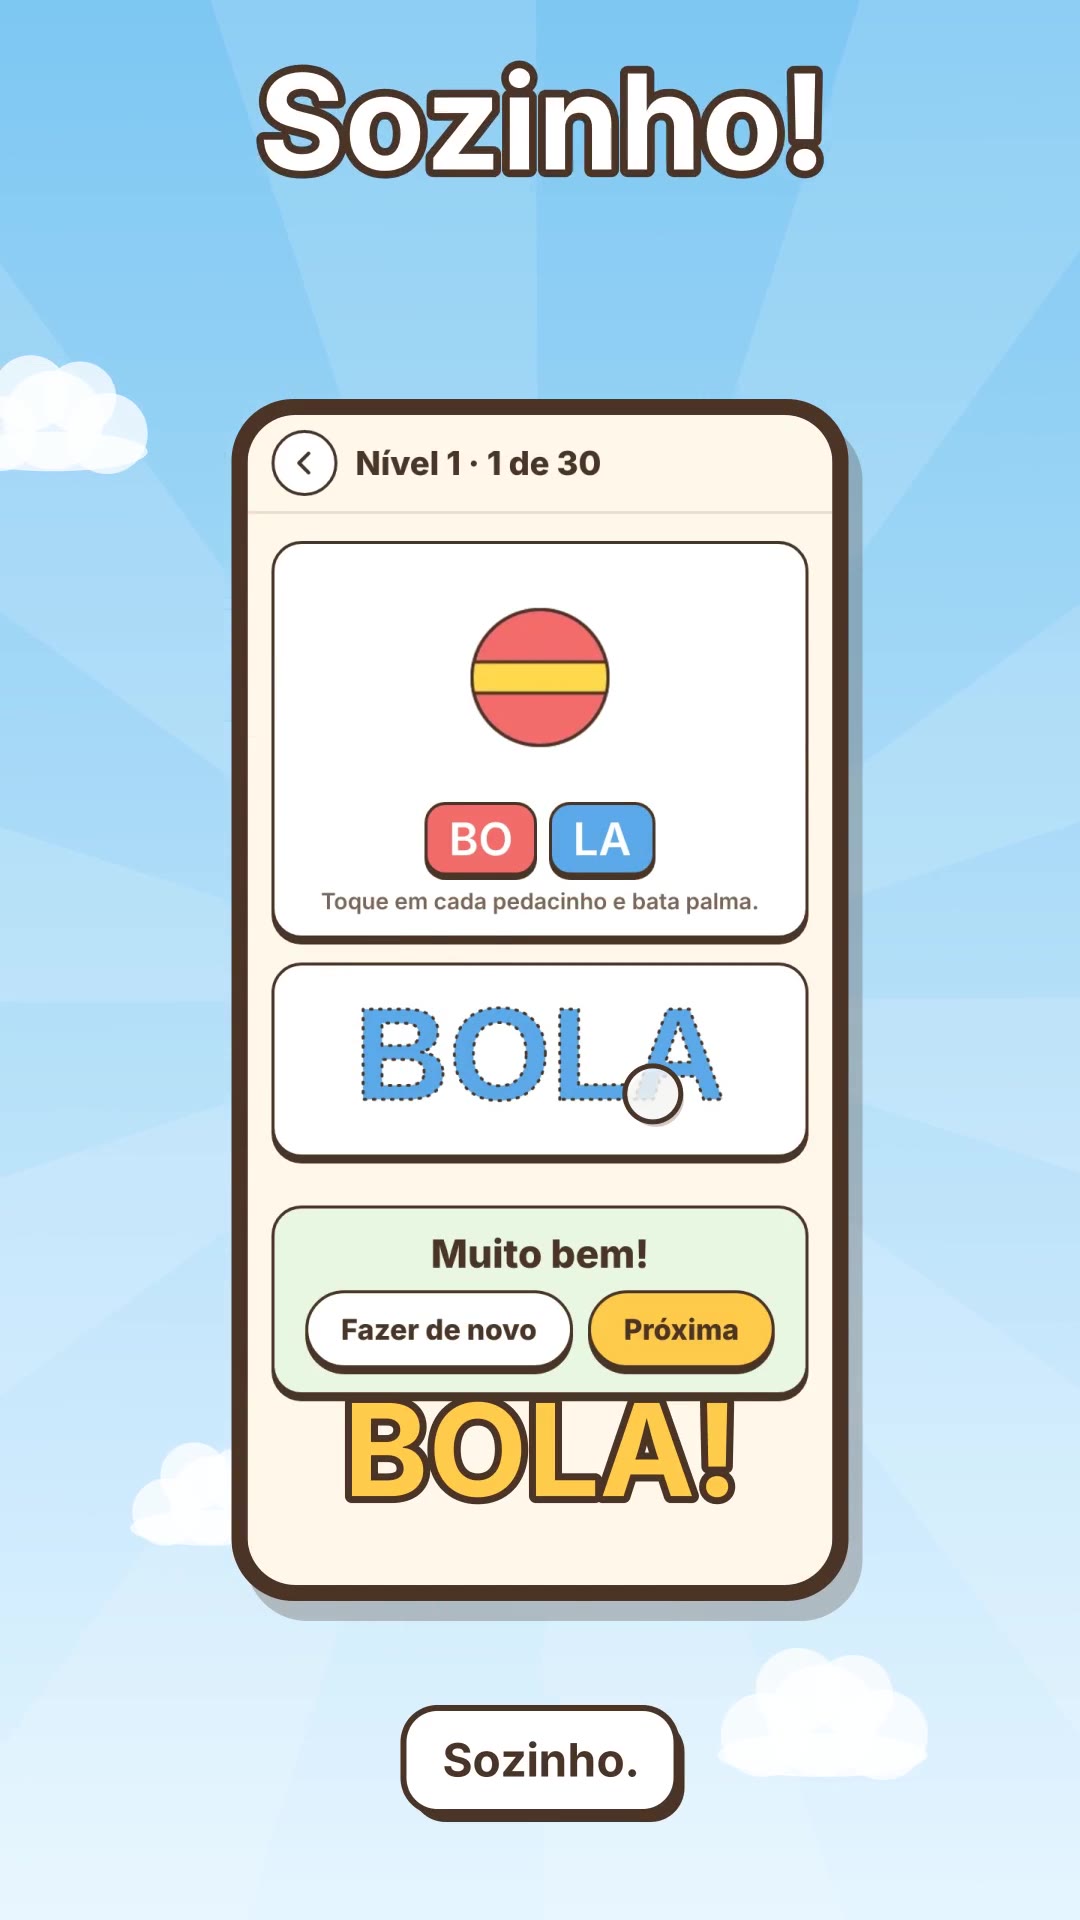 Sozinho!
Nível 1 · 1 de 30
BO LA
Toque em cada pedacinho e bata palma.
BOLA
Muito bem!
Fazer de novo
Próxima
BOLA!
Sozinho.